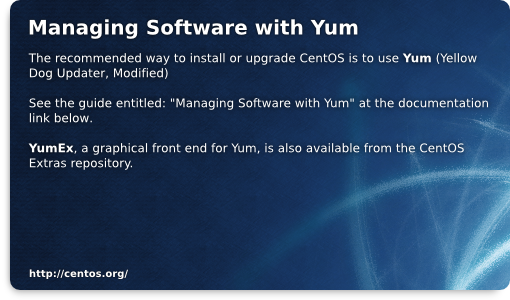 Managing Software with Yum
The recommended way to install or upgrade CentOS is to use Yum (Yellow
Dog Updater, Modified)
See the guide entitled: "Managing Software with Yum" at the documentation
link below.
YumEx, a graphical front end for Yum, is also available from the CentOS
Extras repository.
http://centos.org/